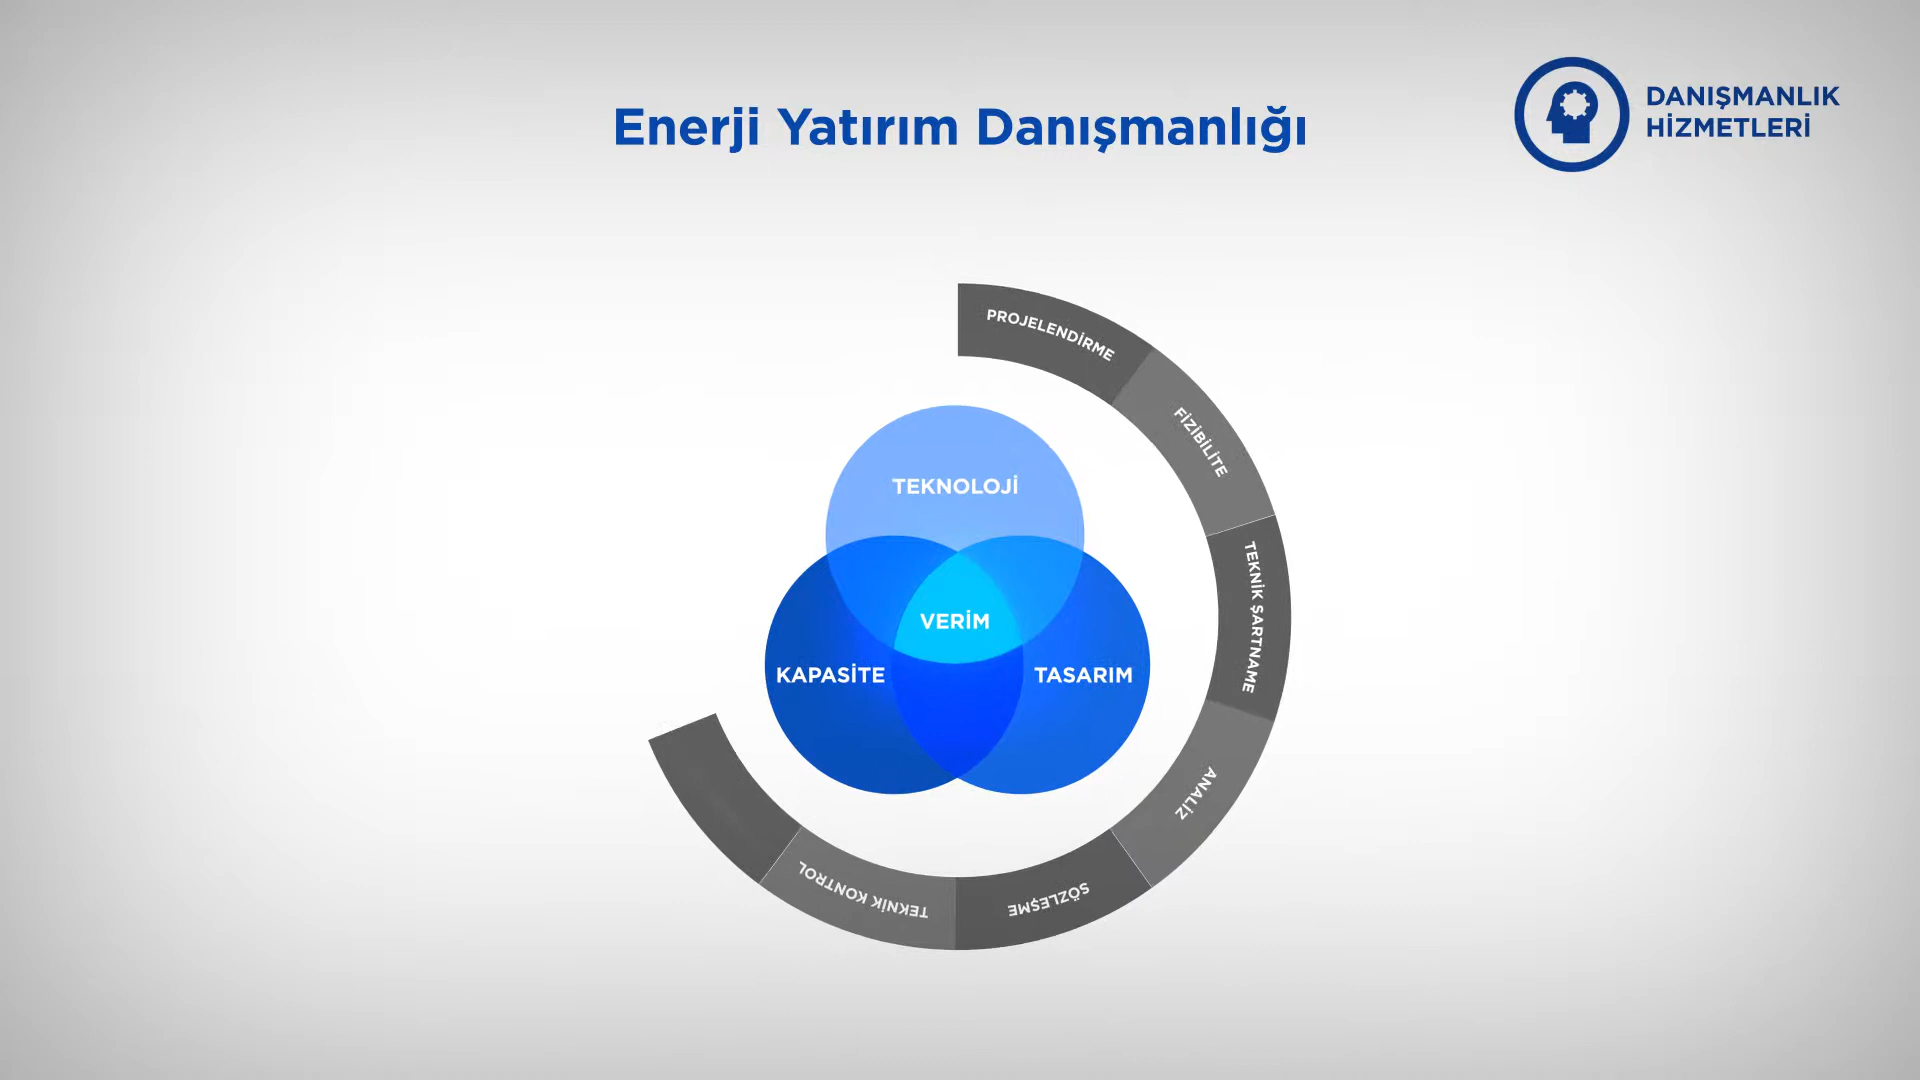 Enerji Yatırım Danışmanlığı
DANIŞMANLIK
HİZMETLERİ
PROJELENDİRME
FİZİBİLİTE
TEKNİK ŞARTNAME
ANALİZ
SÖZLEŞME
TEKNİK KONTROL
TEKNOLOJİ
VERİM
KAPASİTE
TASARIM